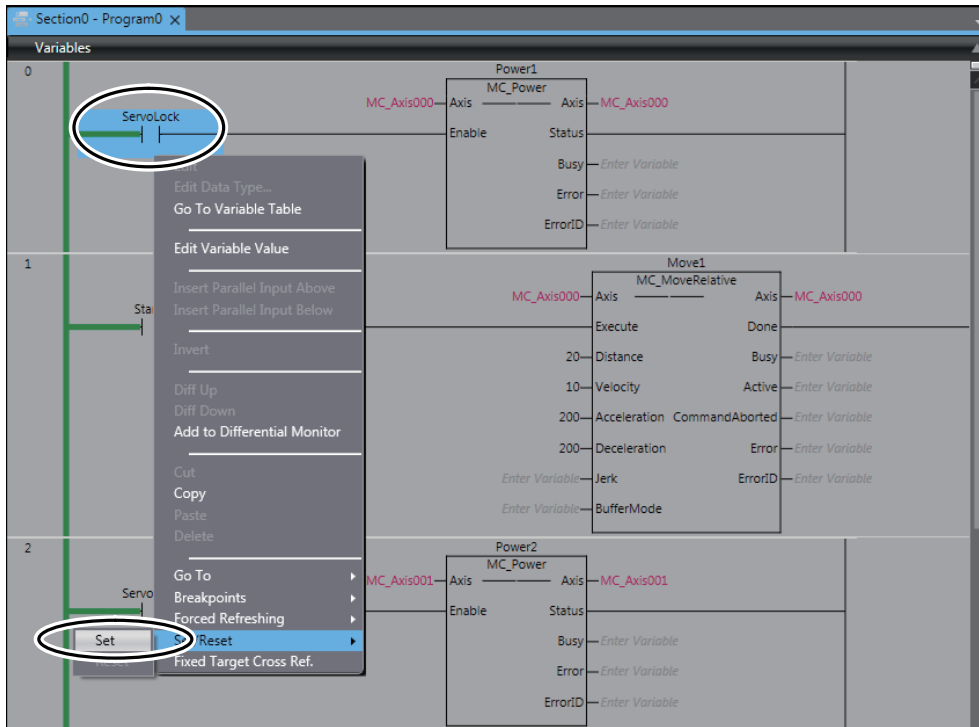 Section0 - Program0
Variables
0
Power1
MC_Power
ServoLock
MC_Axis000 Axis Axis MC_Axis000
Enable Status
Busy Enter Variable
Error Enter Variable
ErrorID Enter Variable
Edit
Edit Data Type...
Go To Variable Table
Edit Variable Value
Insert Parallel Input Above
Insert Parallel Input Below
Invert
Diff Up
Diff Down
Add to Differential Monitor
Cut
Copy
Paste
Delete
Go To
Breakpoints
Forced Refreshing
Set/Reset
Fixed Target Cross Ref.
Set
Reset
1
Move1
MC_MoveRelative
Sta
MC_Axis000 Axis Axis MC_Axis000
Execute Done
20 Distance Busy Enter Variable
10 Velocity Active Enter Variable
200 Acceleration CommandAborted Enter Variable
200 Deceleration Error Enter Variable
Enter Variable Jerk ErrorID Enter Variable
Enter Variable BufferMode
2
Power2
MC_Power
Servo
MC_Axis001 Axis Axis MC_Axis001
Enable Status
Busy Enter Variable
Error Enter Variable
ErrorID Enter Variable